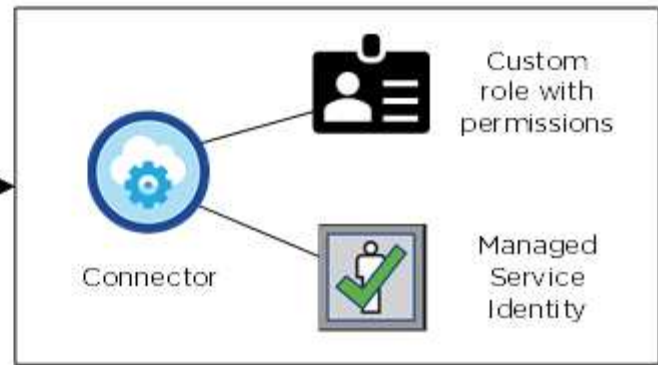 Custom
role with
permissions
Connector
Managed
Service
Identity